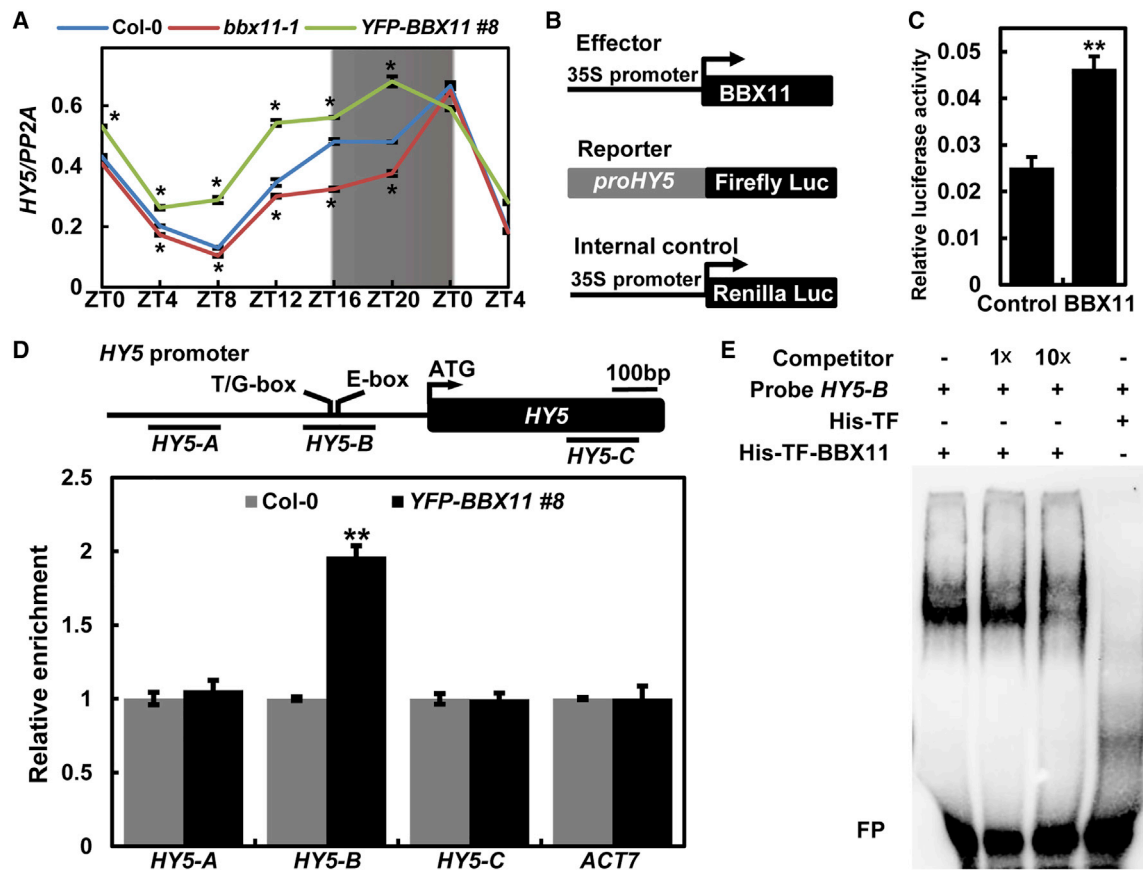 A
Col-0 bbx11-1 YFP-BBX11 #8
HY5/PP2A
0.6
0.4
0.2
0
* * * * * *
* * * * *
ZT0 ZT4 ZT8 ZT12 ZT16 ZT20 ZT0 ZT4
B
Effector
35S promoter
BBX11
Reporter
proHY5 Firefly Luc
Internal control
35S promoter
Renilla Luc
C
Relative luciferase activity
0.05
0.04
0.03
0.02
0.01
0
**
Control BBX11
D
HY5 promoter
T/G-box E-box ATG 100bp
HY5
HY5-A HY5-B HY5-C
Relative enrichment
2.5
2
1.5
1
0.5
0
Col-0 YFP-BBX11 #8
**
HY5-A HY5-B HY5-C ACT7
E
Competitor - 1x 10x -
Probe HY5-B + + + +
His-TF - - - +
His-TF-BBX11 + + + -
FP